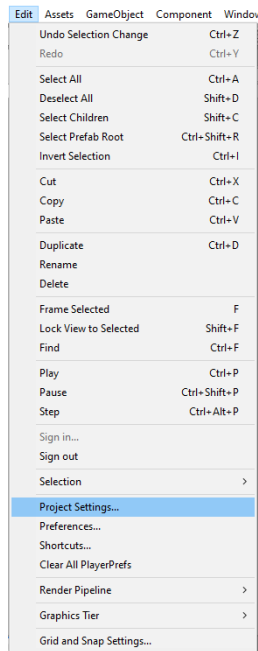 Edit Assets GameObject Component Window
Undo Selection Change Ctrl+Z
Redo Ctrl+Y
Select All Ctrl+A
Deselect All Shift+D
Select Children Shift+C
Select Prefab Root Ctrl+Shift+R
Invert Selection Ctrl+I
Cut Ctrl+X
Copy Ctrl+C
Paste Ctrl+V
Duplicate Ctrl+D
Rename
Delete
Frame Selected F
Lock View to Selected Shift+F
Find Ctrl+F
Play Ctrl+P
Pause Ctrl+Shift+P
Step Ctrl+Alt+P
Sign in...
Sign out
Selection >
Project Settings...
Preferences...
Shortcuts...
Clear All PlayerPrefs
Render Pipeline >
Graphics Tier >
Grid and Snap Settings...